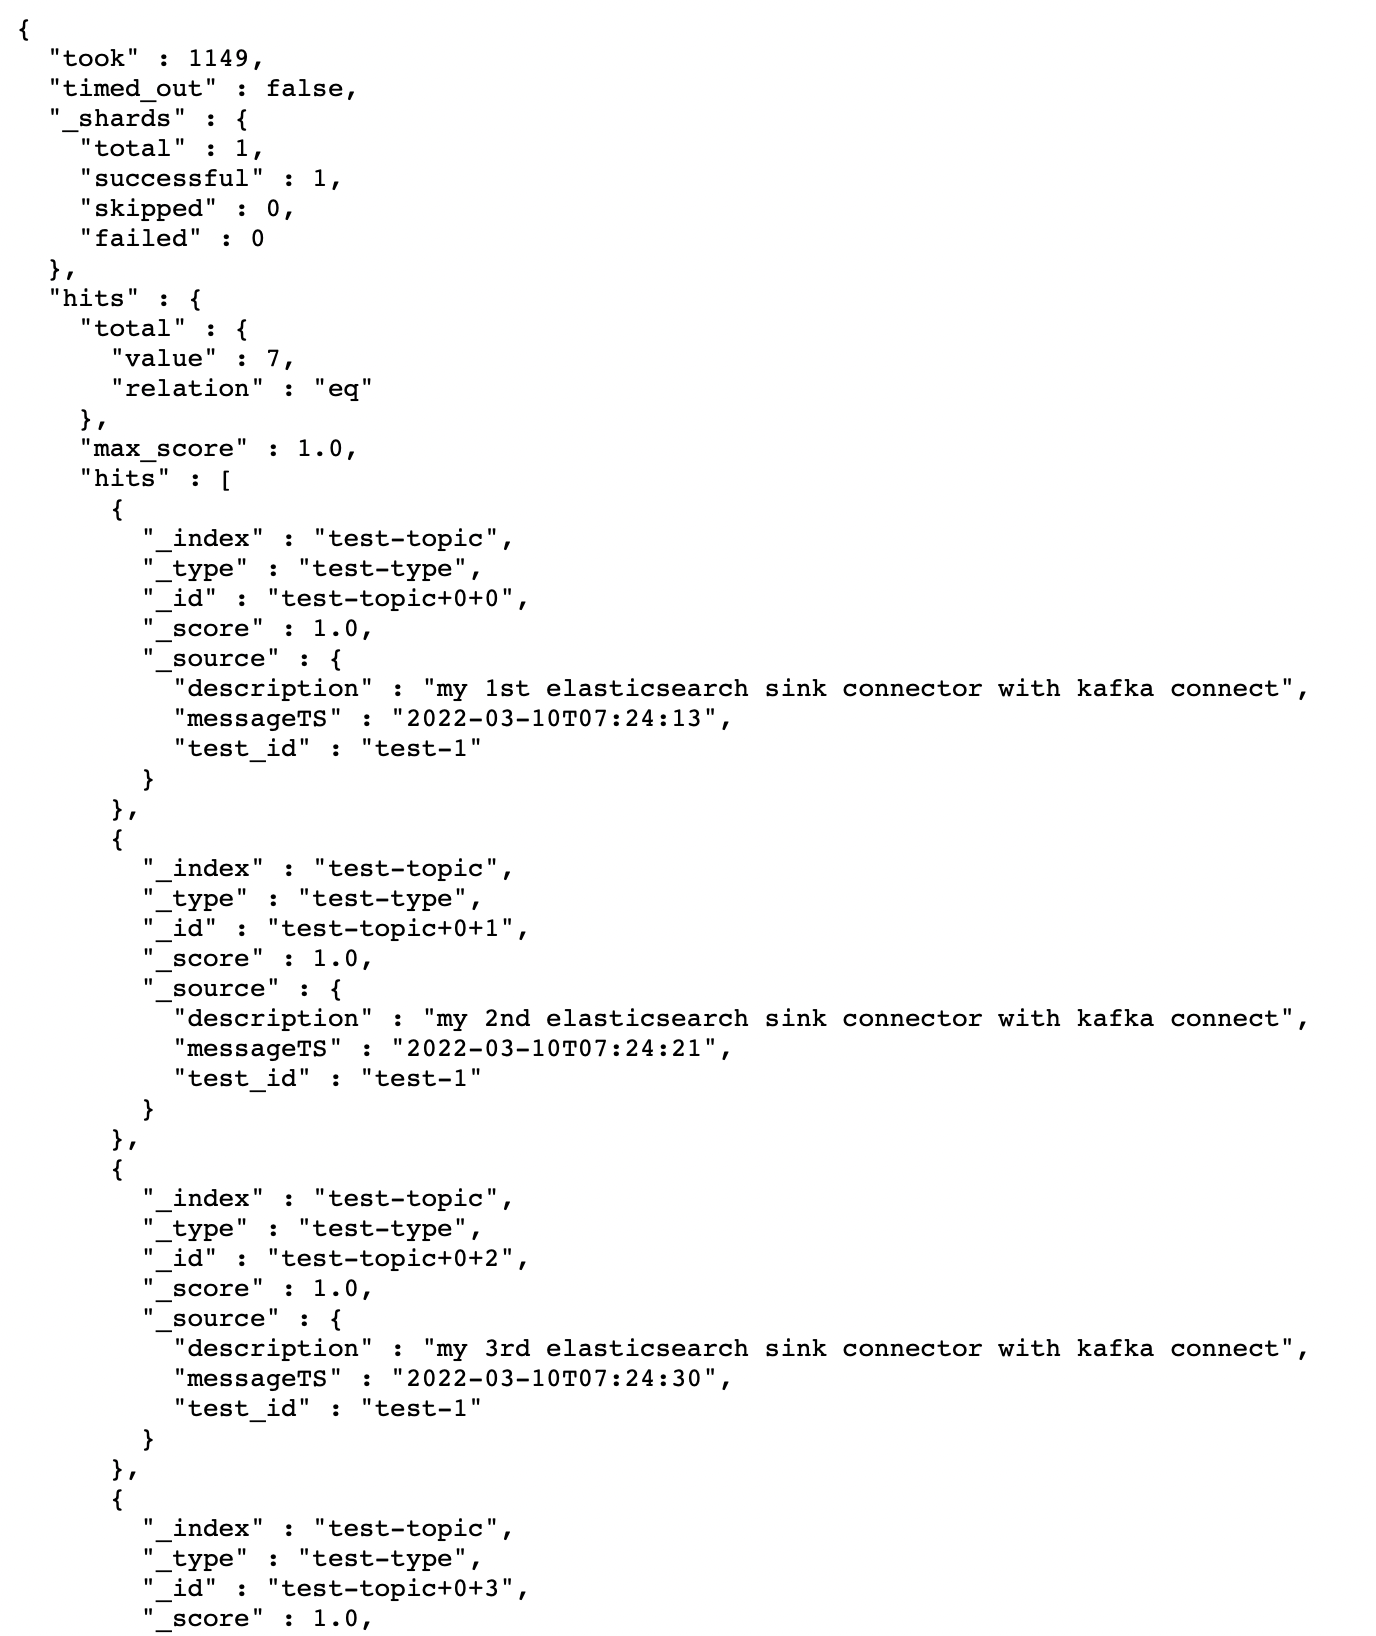 {
  "took" : 1149,
  "timed_out" : false,
  "_shards" : {
    "total" : 1,
    "successful" : 1,
    "skipped" : 0,
    "failed" : 0
  },
  "hits" : {
    "total" : {
      "value" : 7,
      "relation" : "eq"
    },
    "max_score" : 1.0,
    "hits" : [
      {
        "_index" : "test-topic",
        "_type" : "test-type",
        "_id" : "test-topic+0+0",
        "_score" : 1.0,
        "_source" : {
          "description" : "my 1st elasticsearch sink connector with kafka connect",
          "messageTS" : "2022-03-10T07:24:13",
          "test_id" : "test-1"
        }
      },
      {
        "_index" : "test-topic",
        "_type" : "test-type",
        "_id" : "test-topic+0+1",
        "_score" : 1.0,
        "_source" : {
          "description" : "my 2nd elasticsearch sink connector with kafka connect",
          "messageTS" : "2022-03-10T07:24:21",
          "test_id" : "test-1"
        }
      },
      {
        "_index" : "test-topic",
        "_type" : "test-type",
        "_id" : "test-topic+0+2",
        "_score" : 1.0,
        "_source" : {
          "description" : "my 3rd elasticsearch sink connector with kafka connect",
          "messageTS" : "2022-03-10T07:24:30",
          "test_id" : "test-1"
        }
      },
      {
        "_index" : "test-topic",
        "_type" : "test-type",
        "_id" : "test-topic+0+3",
        "_score" : 1.0,